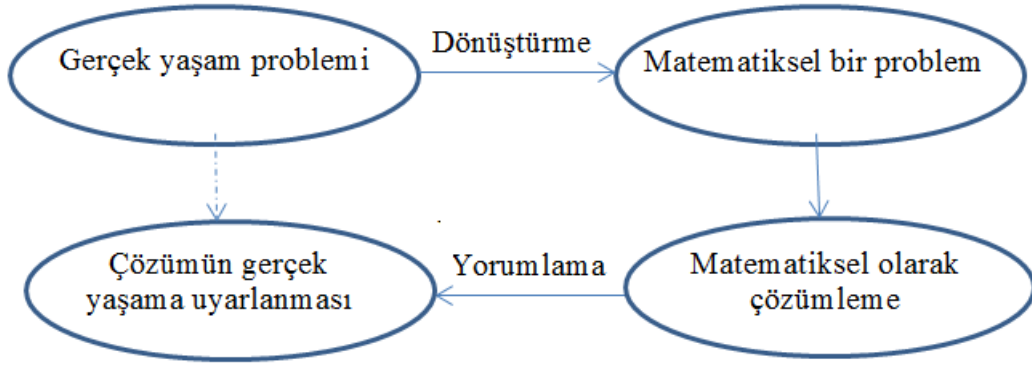 Gerçek yaşam problemi
Dönüştürme
Matematiksel bir problem
Çözümün gerçek
yaşama uyarlanması
Yorumlama
Matematiksel olarak
çözümleme